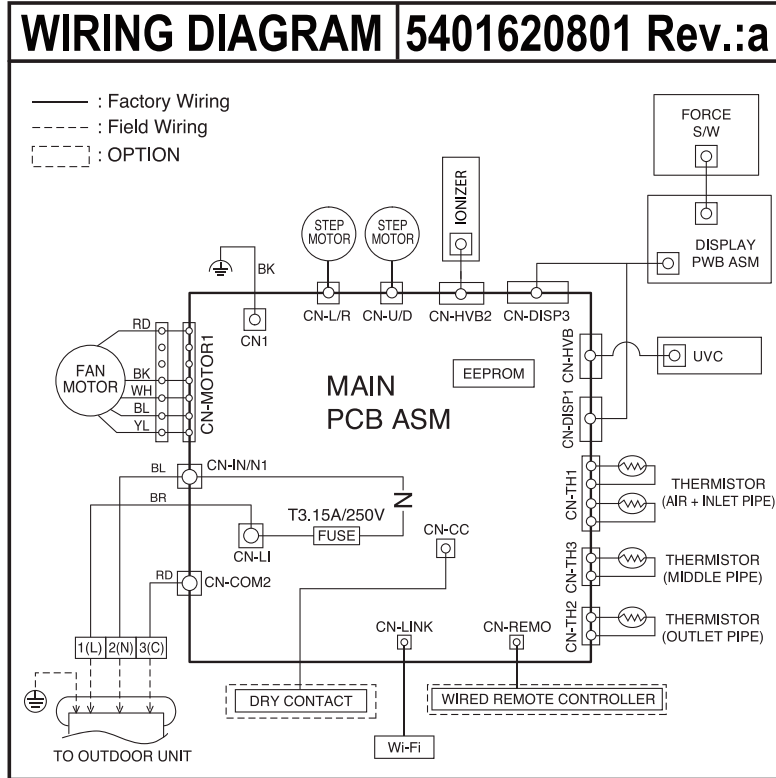 WIRING DIAGRAM 5401620801 Rev.:a
: Factory Wiring
: Field Wiring
: OPTION
FORCE
S/W
IONIZER
STEP
MOTOR
STEP
MOTOR
DISPLAY
PWB ASM
BK
CN-L/R
CN-U/D
CN-HVB2
CN-DISP3
CN1
RD
BK
WH
BL
YL
FAN
MOTOR
CN-MOTOR1
EEPROM
CN-HVB
UVC
MAIN
PCB ASM
CN-DISP1
BL
CN-IN/N1
BR
N
T3.15A/250V
FUSE
CN-LI
CN-CC
CN-TH1
THERMISTOR
(AIR + INLET PIPE)
RD
CN-COM2
CN-TH3
THERMISTOR
(MIDDLE PIPE)
CN-TH2
THERMISTOR
(OUTLET PIPE)
CN-LINK
CN-REMO
1(L) 2(N) 3(C)
DRY CONTACT
WIRED REMOTE CONTROLLER
Wi-Fi
TO OUTDOOR UNIT